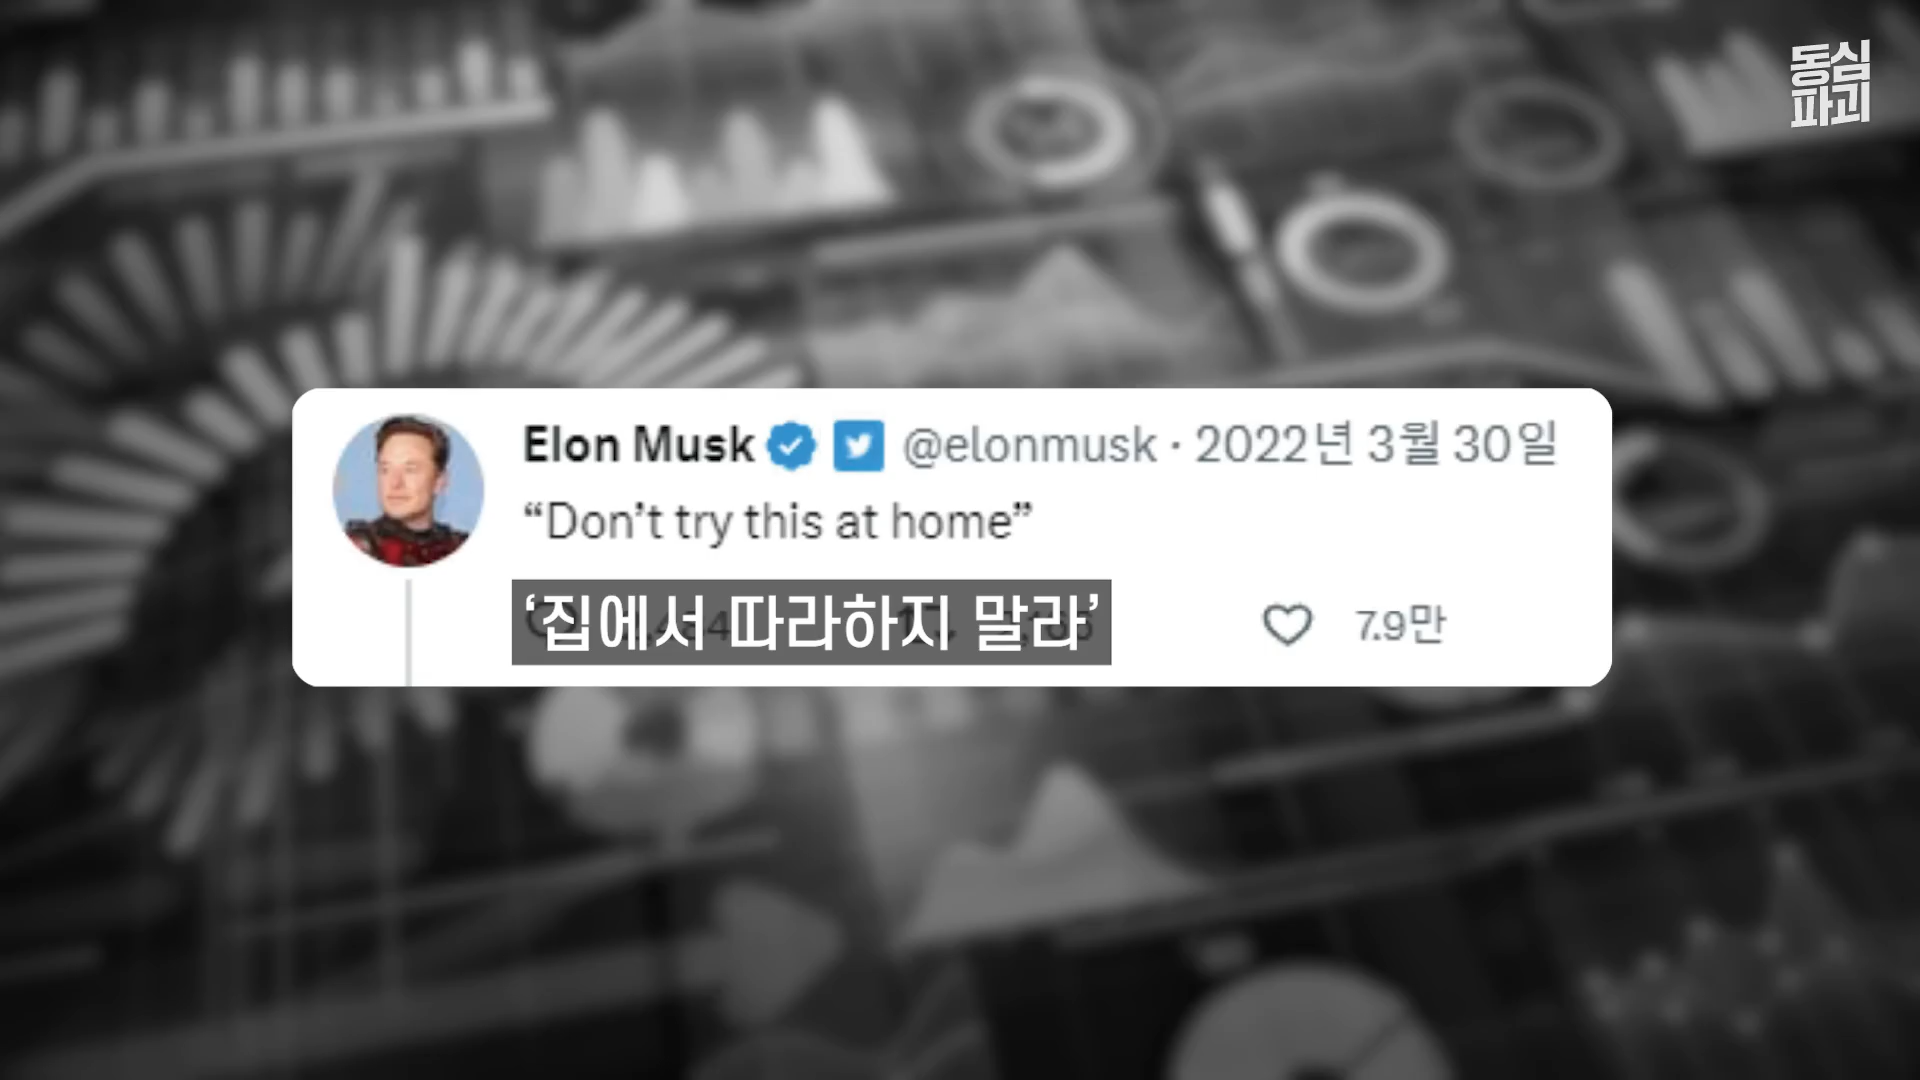 동심
파괴
Elon Musk @elonmusk · 2022년 3월 30일
“Don’t try this at home”
‘집에서 따라하지 말라’
7.9만